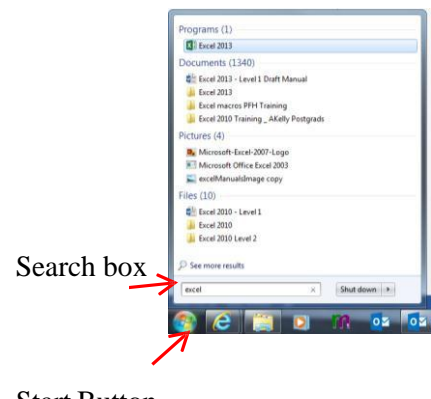 Programs (1)
Excel 2013
Documents (1340)
Excel 2013 - Level 1 Draft Manual
Excel 2013
Excel macros PFH Training
Excel 2010 Training _ AKelly Postgrads
Pictures (4)
Microsoft-Excel-2007-Logo
Microsoft Office Excel 2003
excelManualsImage copy
Files (10)
Excel 2010 - Level 1
Excel 2010
Excel 2010 Level 2
See more results
Search box
excel
Shut down
Start Button